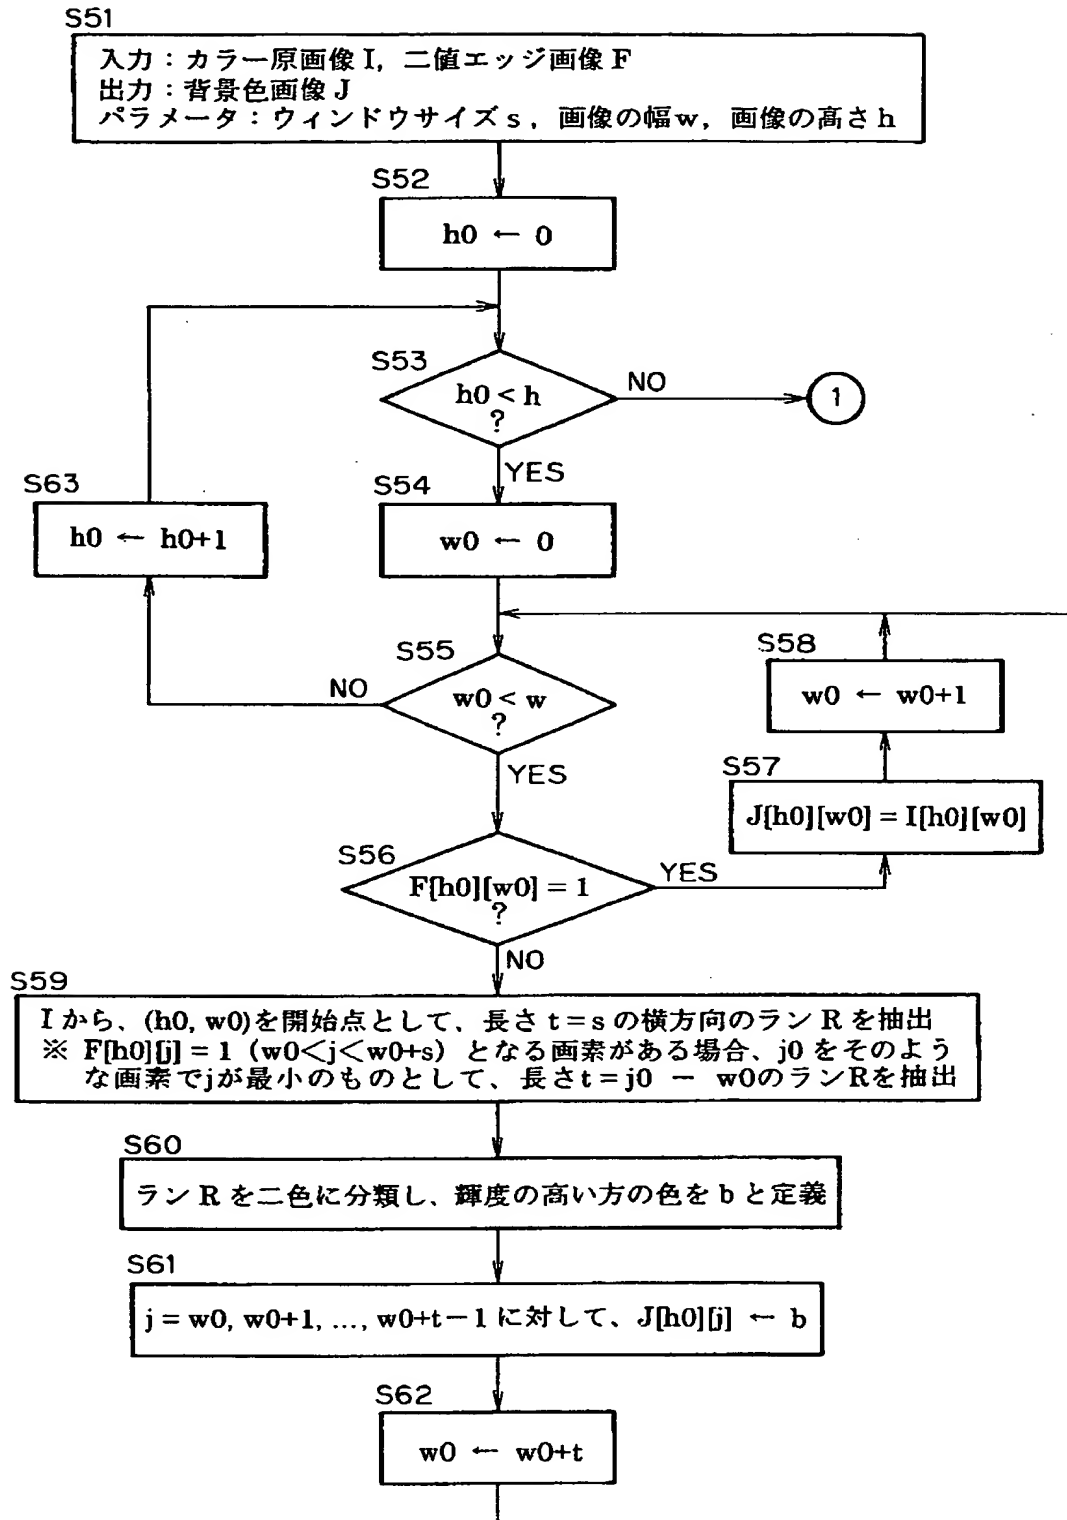 S51
入力：カラー原画像 I，二値エッジ画像 F
出力：背景色画像 J
パラメータ：ウィンドウサイズ s，画像の幅 w，画像の高さ h
S52
h0 ← 0
S53
h0 < h
?
NO
1
YES
S63
h0 ← h0+1
S54
w0 ← 0
S55
NO
w0 < w
?
YES
S58
w0 ← w0+1
S57
J[h0][w0] = I[h0][w0]
S56
F[h0][w0] = 1
?
YES
NO
S59
I から、(h0, w0)を開始点として、長さ t = s の横方向のラン R を抽出
※ F[h0][j] = 1（w0<j<w0+s）となる画素がある場合、j0 をそのよう
な画素でjが最小のものとして、長さt = j0 − w0のランRを抽出
S60
ラン R を二色に分類し、輝度の高い方の色を b と定義
S61
j = w0, w0+1, ..., w0+t−1 に対して、J[h0][j] ← b
S62
w0 ← w0+t